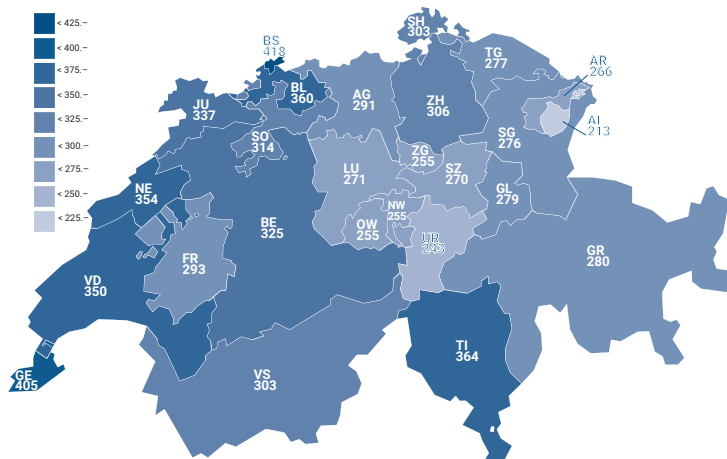 < 425.–
< 400.–
< 375.–
< 350.–
< 325.–
< 300.–
< 275.–
< 250.–
< 225.–
SH
303
BS
418
TG
277
AR
266
BL
360
AG
291
JU
337
ZH
306
AI
213
SO
314
SG
276
ZG
255
LU
271
SZ
270
NE
354
GL
279
NW
255
BE
325
OW
255
UR
243
GR
280
FR
293
VD
350
TI
364
GE
405
VS
303